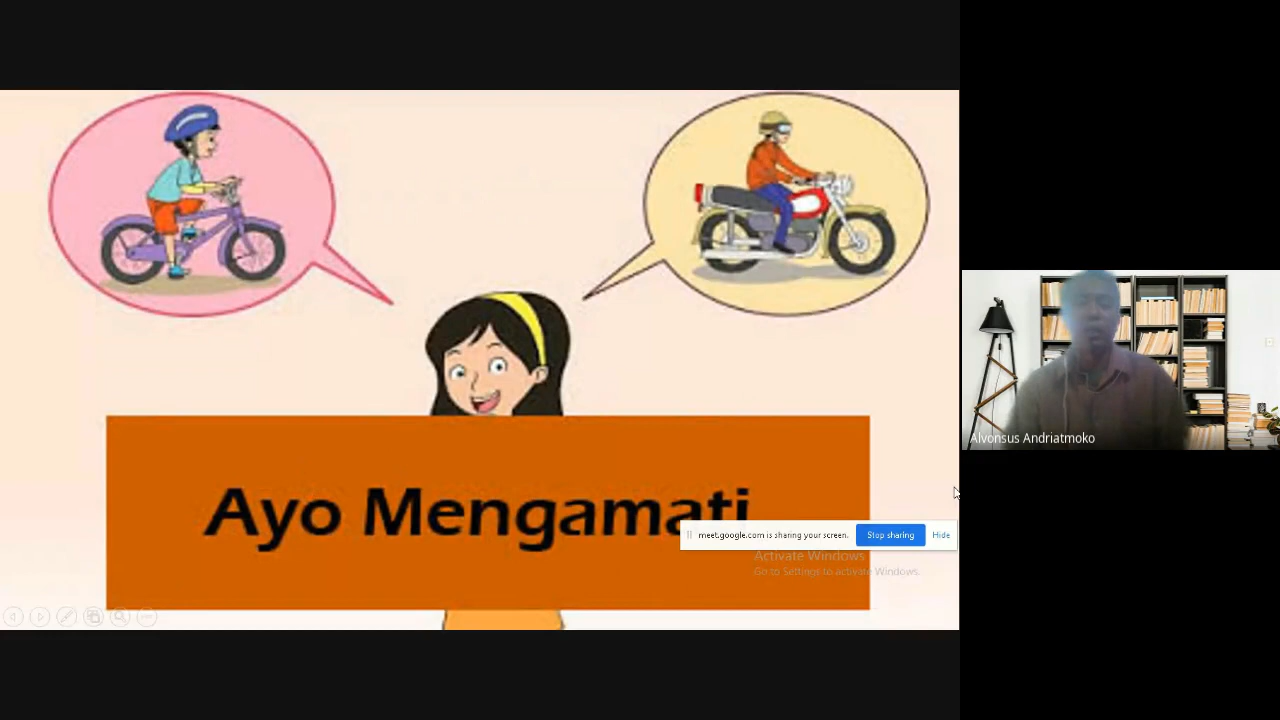 Ayo Mengamati
meet.google.com is sharing your screen.
Stop sharing
Hide
Activate Windows
Go to Settings to activate Windows.
Alvonsus Andriatmoko